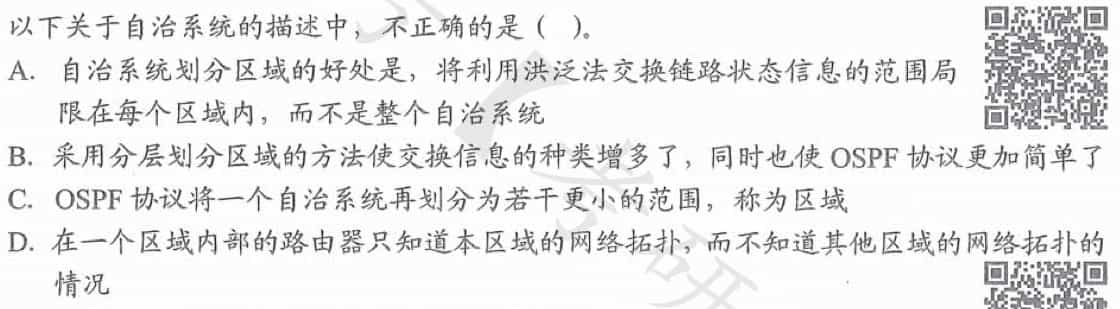 以下关于自治系统的描述中，不正确的是（  ）。
A. 自治系统划分区域的好处是，将利用洪泛法交换链路状态信息的范围局
限在每个区域内，而不是整个自治系统
B. 采用分层划分区域的方法使交换信息的种类增多了，同时也使 OSPF 协议更加简单了
C. OSPF 协议将一个自治系统再划分为若干更小的范围，称为区域
D. 在一个区域内部的路由器只知道本区域的网络拓扑，而不知道其他区域的网络拓扑的
情况
考研